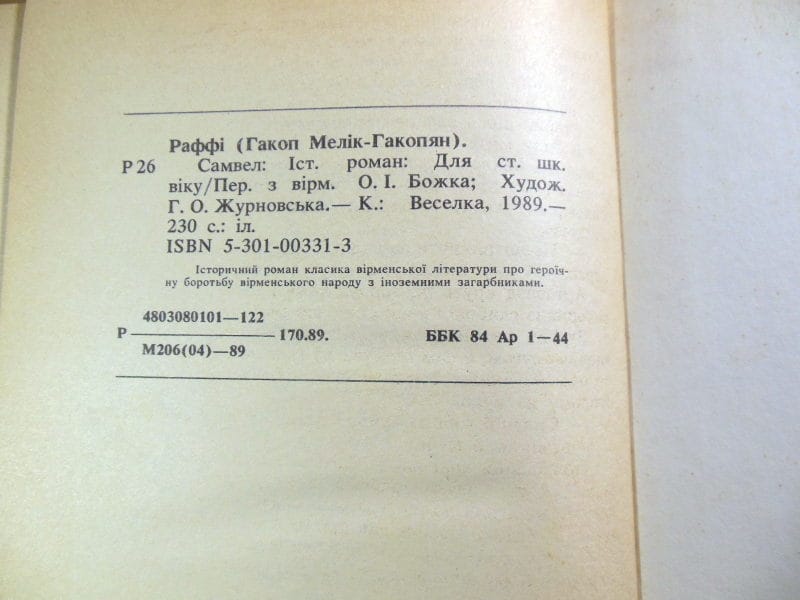 Раффі (Гакоп Мелік-Гакопян).
Р26 Самвел: Іст. роман: Для ст. шк.
віку/Пер. з вірм. О. І. Божка; Худож.
Г. О. Журновська.— К.: Веселка, 1989.—
230 с.: іл.
ISBN 5-301-00331-3
Історичний роман класика вірменської літератури про героїч-
ну боротьбу вірменського народу з іноземними загарбниками.
4803080101—122
Р 170.89. ББК 84 Ар 1—44
М206(04)—89